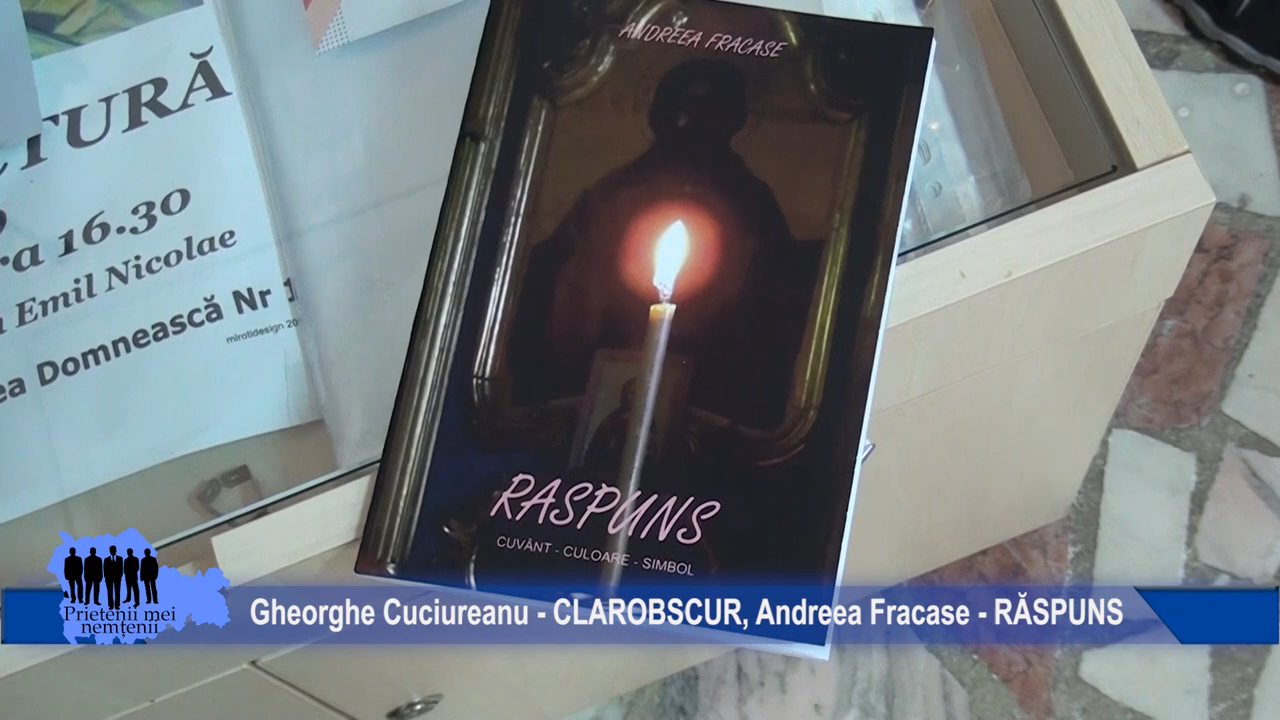 TURĂ
16.30
Emil Nicolae
Domnească Nr
mirotidesign
ANDREEA FRACASE
RASPUNS
CUVÂNT - CULOARE - SIMBOL
Prietenii mei
nemțenii
Gheorghe Cuciureanu - CLAROBSCUR, Andreea Fracase - RĂSPUNS